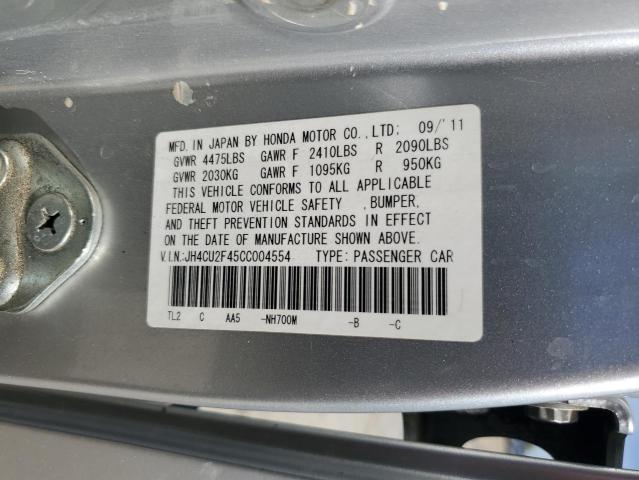 MFD. IN JAPAN BY HONDA MOTOR CO.,LTD: 09/'11
GVWR 4475LBS GAWR F 2410LBS R 2090LBS
GVWR 2030KG GAWR F 1095KG R 950KG
THIS VEHICLE CONFORMS TO ALL APPLICABLE
FEDERAL MOTOR VEHICLE SAFETY ,BUMPER,
AND THEFT PREVENTION STANDARDS IN EFFECT
ON THE DATE OF MANUFACTURE SHOWN ABOVE.
V.I.N:JH4CU2F45CC004554 TYPE: PASSENGER CAR
TL2 C AA5 -NH700M -B -C